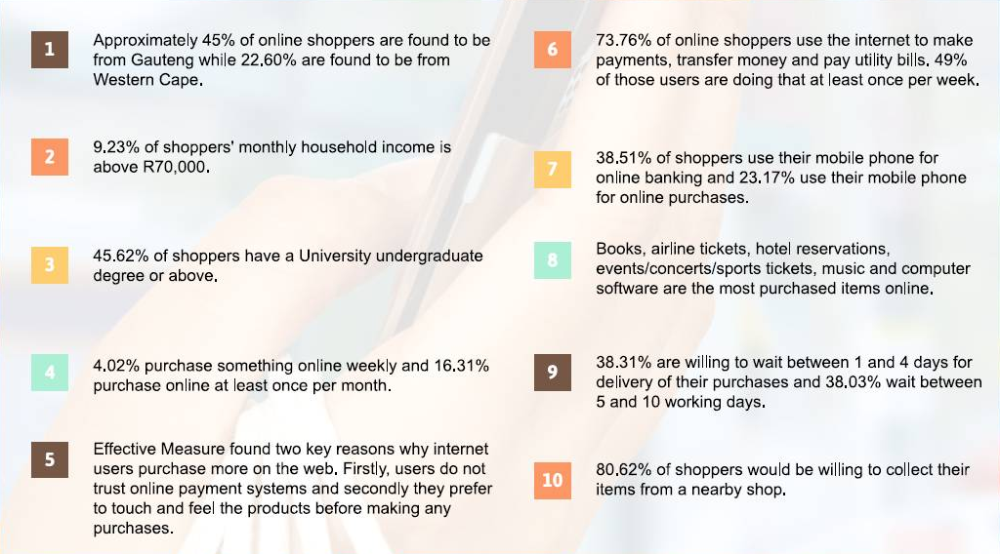 1
Approximately 45% of online shoppers are found to be
from Gauteng while 22.60% are found to be from
Western Cape.
2
9.23% of shoppers' monthly household income is
above R70,000.
3
45.62% of shoppers have a University undergraduate
degree or above.
4
4.02% purchase something online weekly and 16.31%
purchase online at least once per month.
5
Effective Measure found two key reasons why internet
users purchase more on the web. Firstly, users do not
trust online payment systems and secondly they prefer
to touch and feel the products before making any
purchases.
6
73.76% of online shoppers use the internet to make
payments, transfer money and pay utility bills. 49%
of those users are doing that at least once per week.
7
38.51% of shoppers use their mobile phone for
online banking and 23.17% use their mobile phone
for online purchases.
8
Books, airline tickets, hotel reservations,
events/concerts/sports tickets, music and computer
software are the most purchased items online.
9
38.31% are willing to wait between 1 and 4 days for
delivery of their purchases and 38.03% wait between
5 and 10 working days.
10
80.62% of shoppers would be willing to collect their
items from a nearby shop.